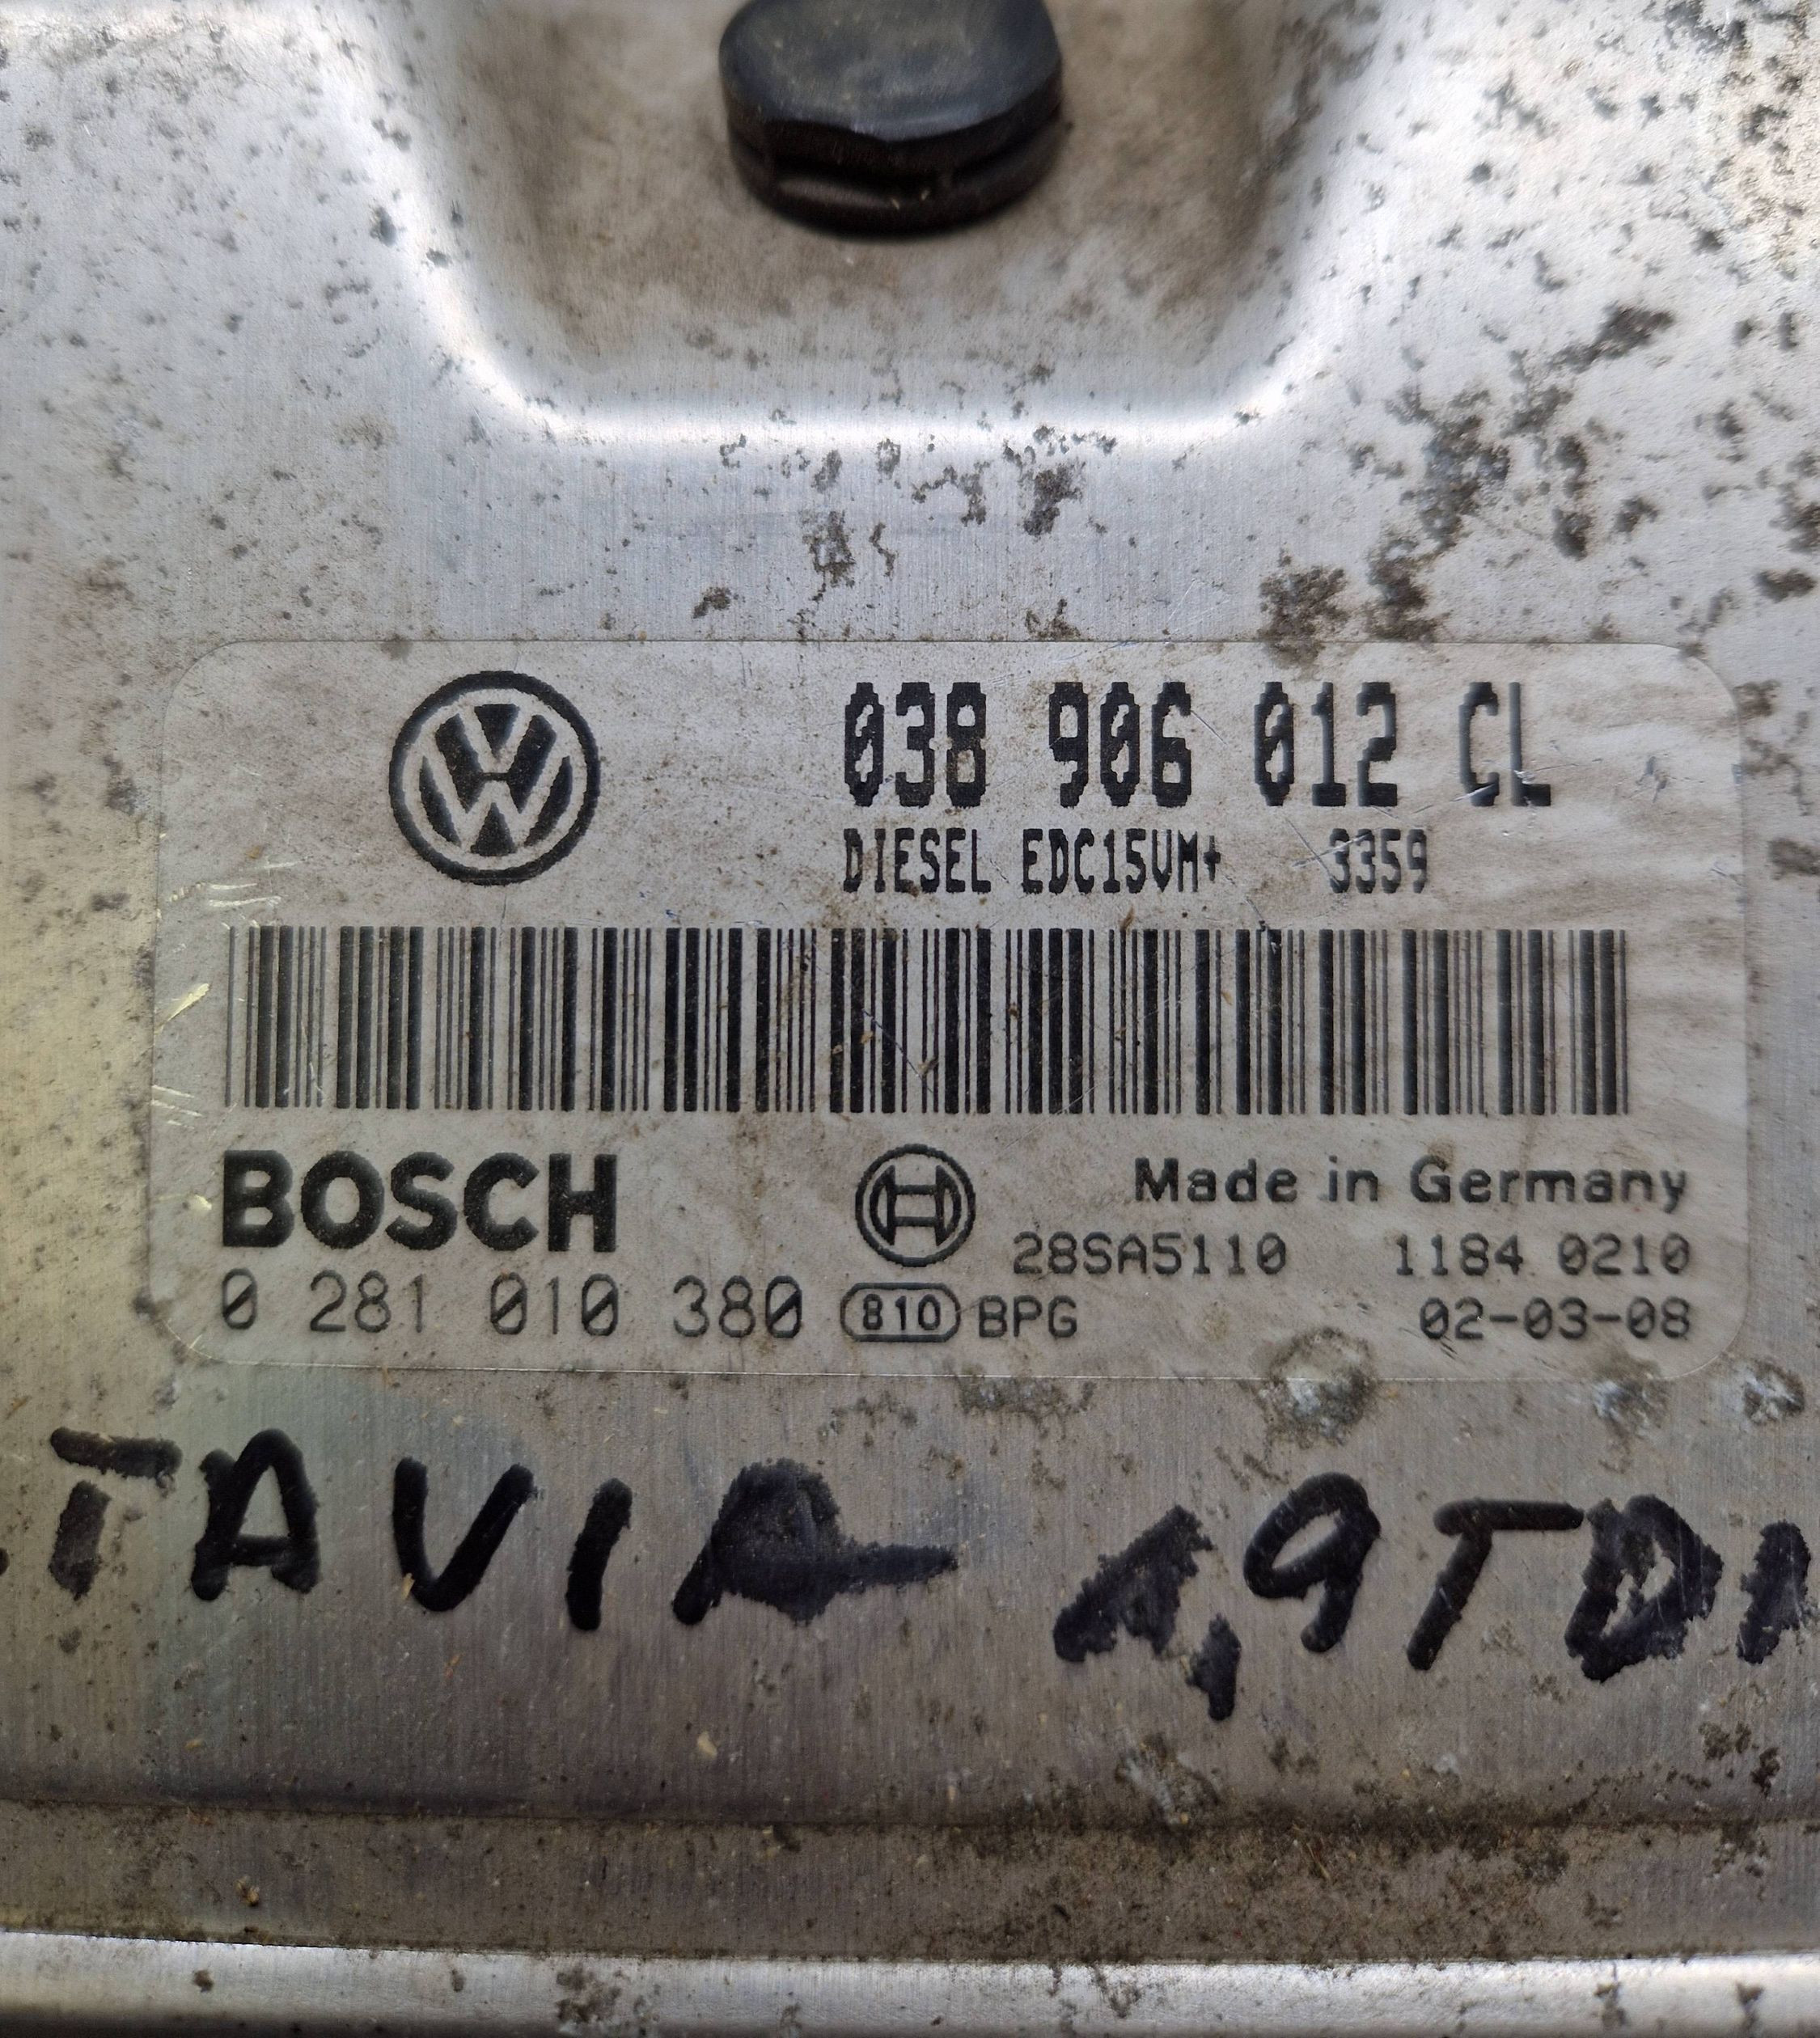 038 906 012 CL
DIESEL EDC15VM+ 3359
BOSCH
Made in Germany
28SA5110 1184 0210
0 281 010 380 810 BPG 02-03-08
TAVIA 1,9TDI